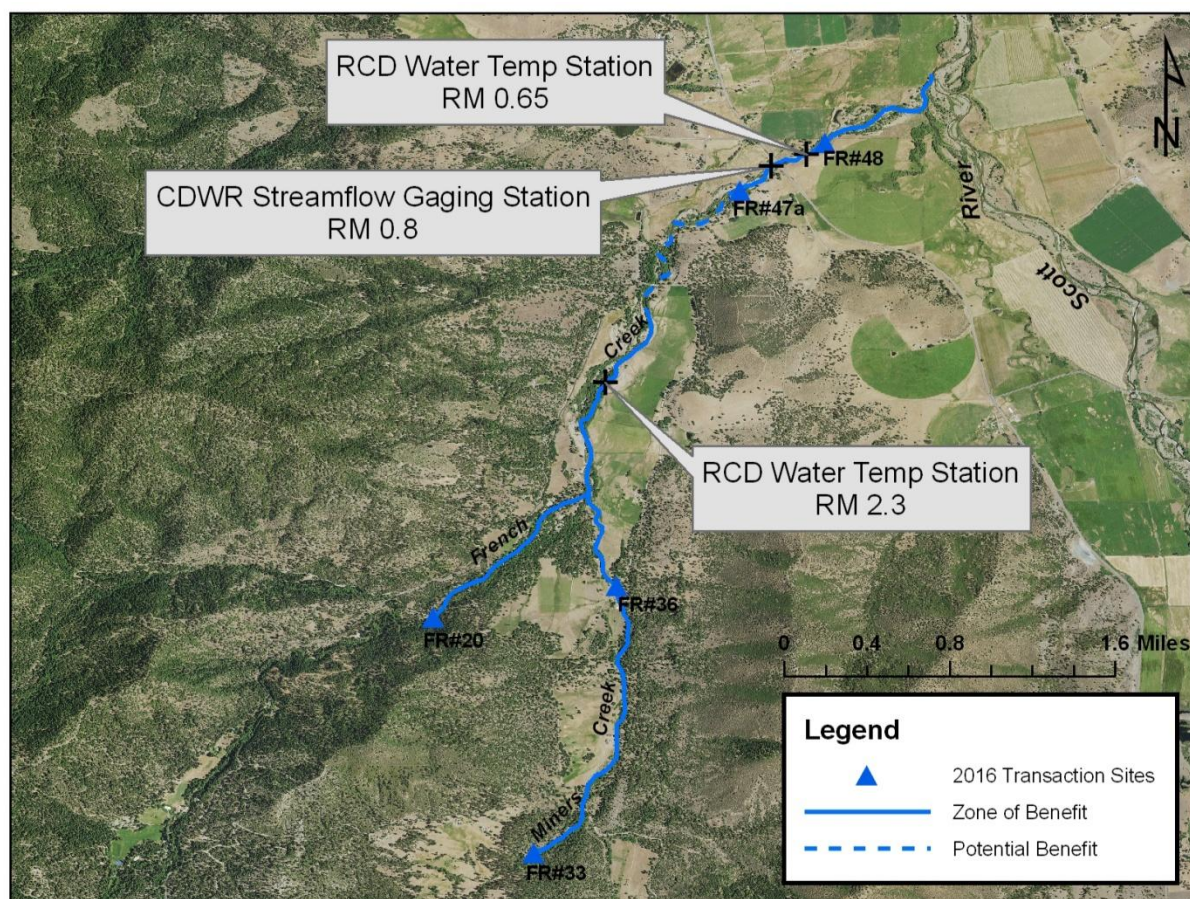 RCD Water Temp Station
RM 0.65
N
FR#48
CDWR Streamflow Gaging Station
RM 0.8
FR#47a
River
Scott
Creek
RCD Water Temp Station
RM 2.3
French
FR#36
FR#20
0 0.4 0.8 1.6 Miles
Creek
Miners
FR#33
Legend
2016 Transaction Sites
Zone of Benefit
Potential Benefit